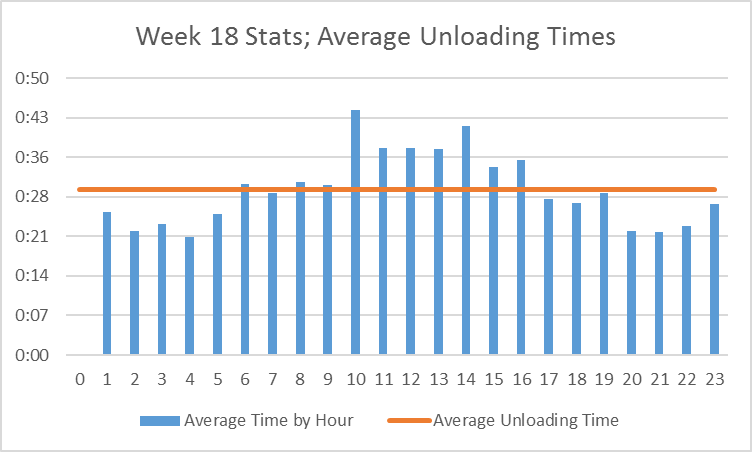 Week 18 Stats; Average Unloading Times
0:50
0:43
0:36
0:28
0:21
0:14
0:07
0:00
0 1 2 3 4 5 6 7 8 9 10 11 12 13 14 15 16 17 18 19 20 21 22 23
Average Time by Hour Average Unloading Time